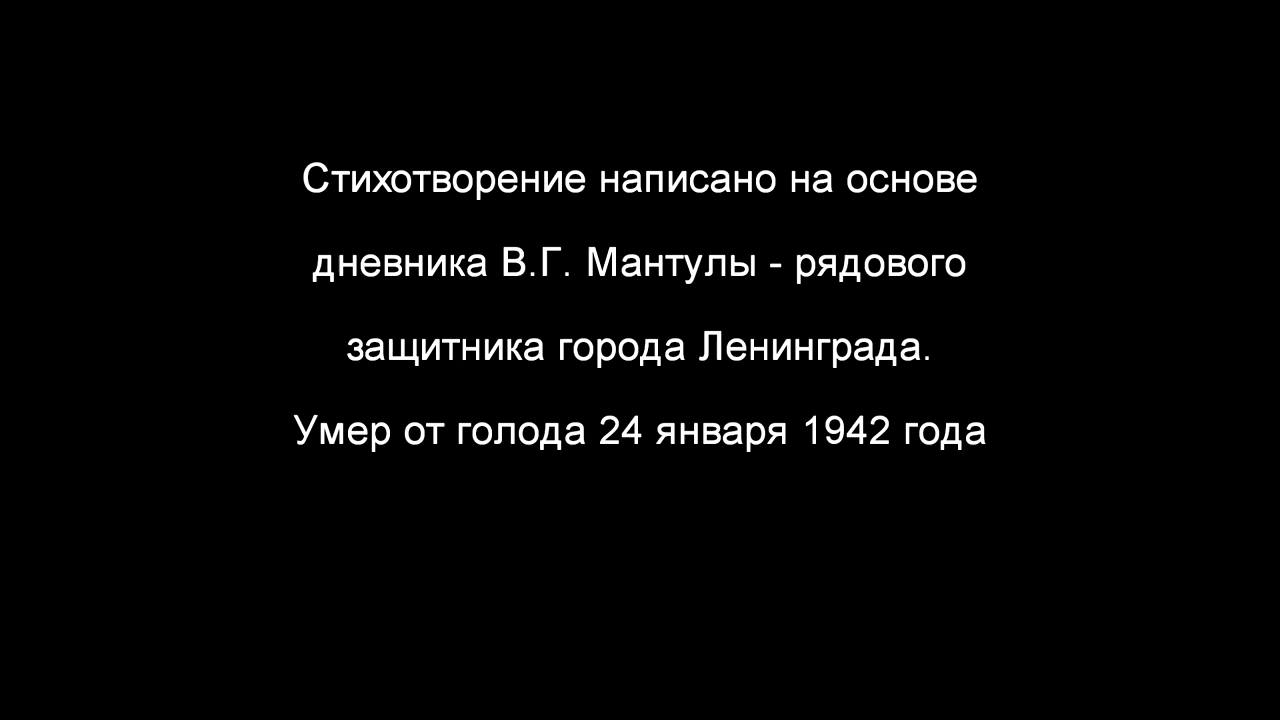 Стихотворение написано на основе
дневника В.Г. Мантулы - рядового
защитника города Ленинграда.
Умер от голода 24 января 1942 года